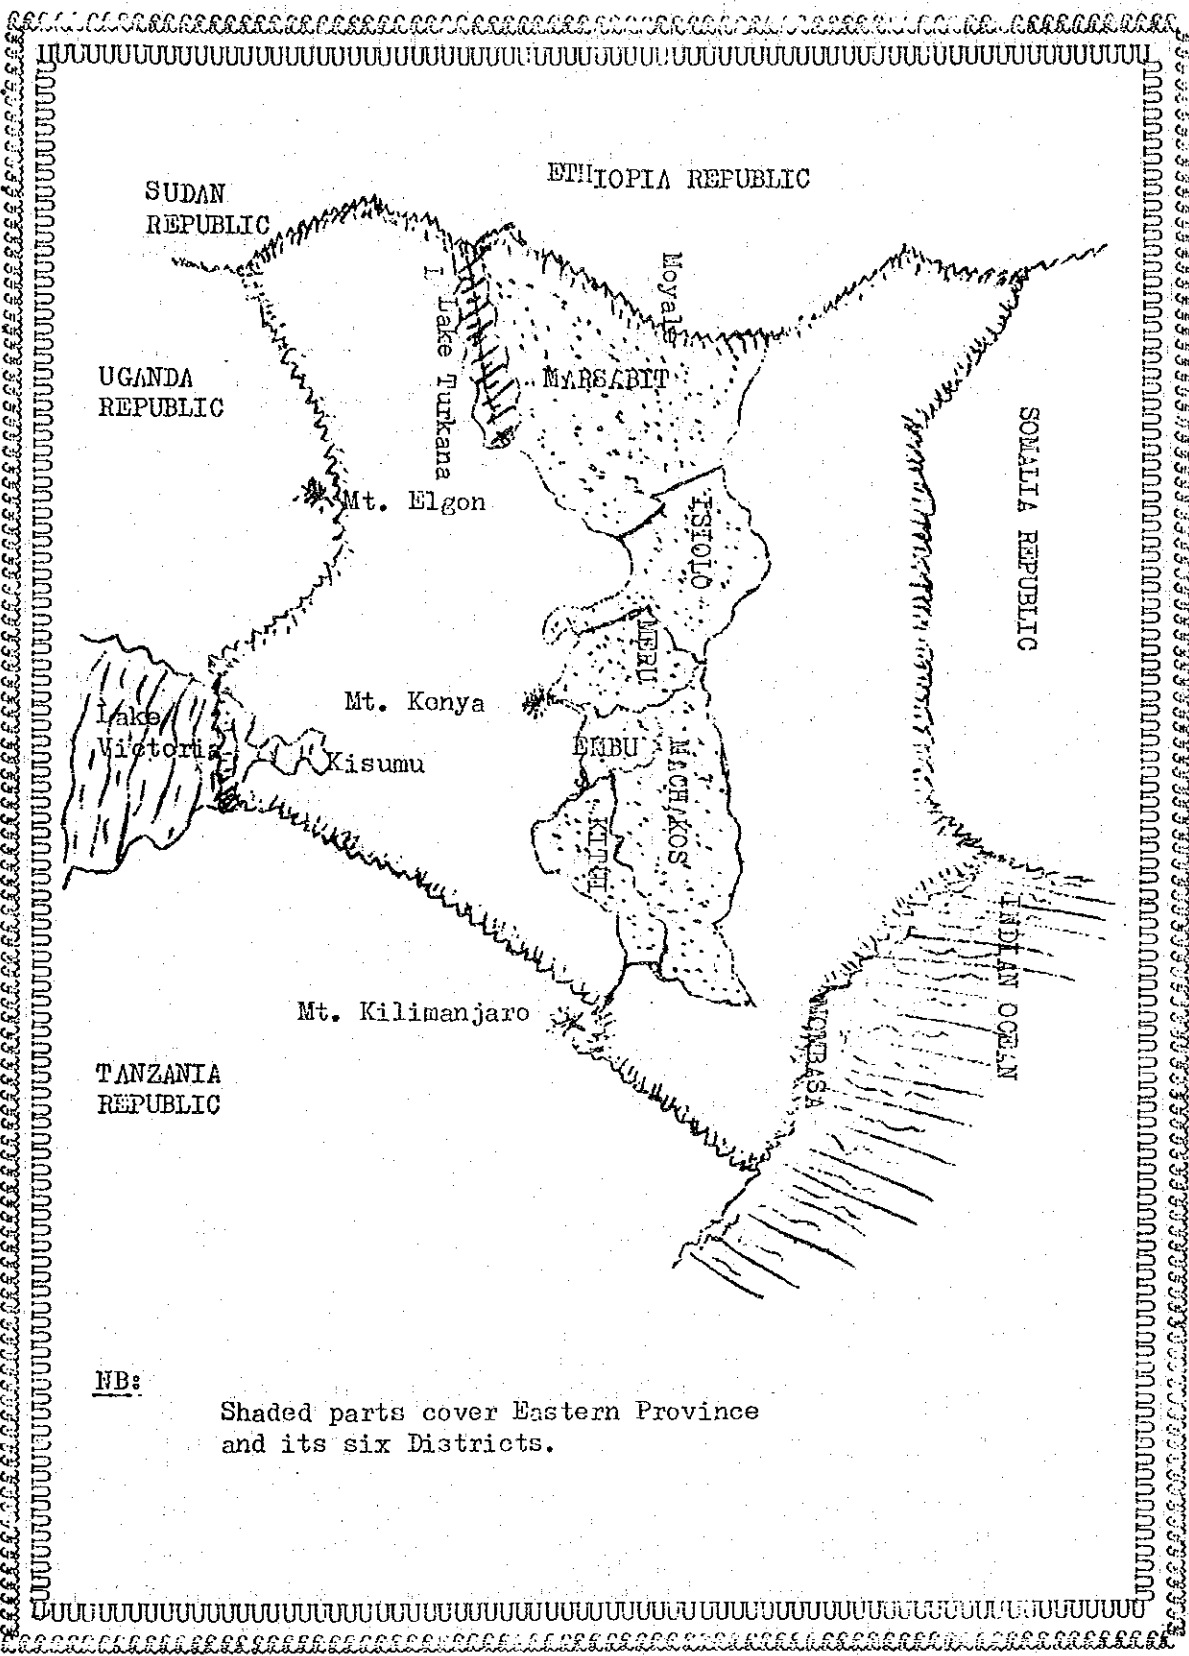 SUDAN
REPUBLIC
ETHIOPIA REPUBLIC
Moyale
L Lake Turkana
UGANDA
REPUBLIC
MARSABIT
SOMALIA REPUBLIC
Mt. Elgon
ISIOLO
MERU
Mt. Konya
Lake
Victoria
Kisumu
EMBU
MACHAKOS
KITUI
INDIAN OCEAN
Mt. Kilimanjaro
MOMBASA
TANZANIA
REPUBLIC
NB:
Shaded parts cover Eastern Province
and its six Districts.